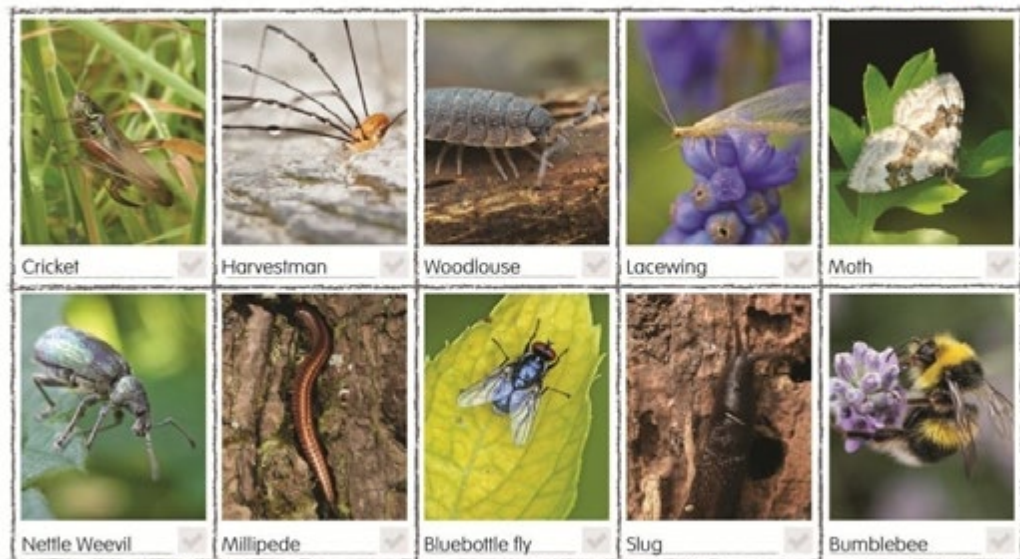 Cricket
Harvestman
Woodlouse
Lacewing
Moth
Nettle Weevil
Millipede
Bluebottle fly
Slug
Bumblebee